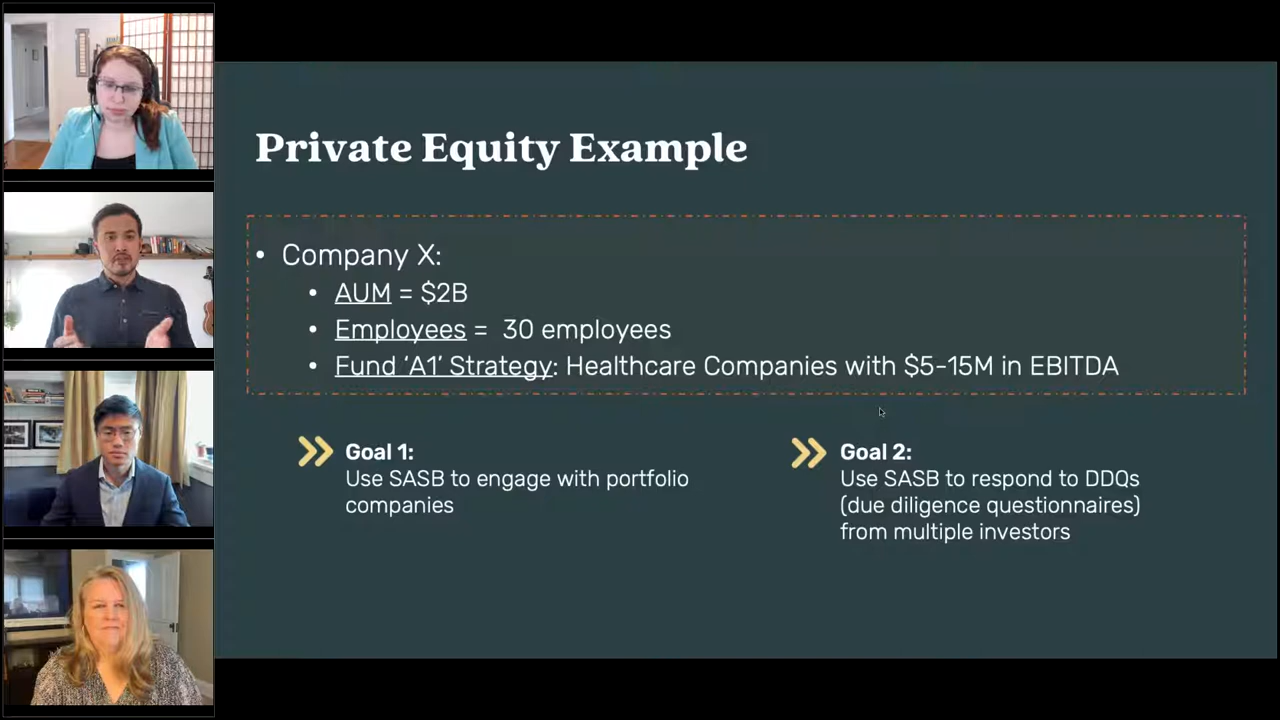 Private Equity Example
• Company X:
• AUM = $2B
• Employees = 30 employees
• Fund ‘A1’ Strategy: Healthcare Companies with $5-15M in EBITDA
Goal 1:
Use SASB to engage with portfolio
companies
Goal 2:
Use SASB to respond to DDQs
(due diligence questionnaires)
from multiple investors